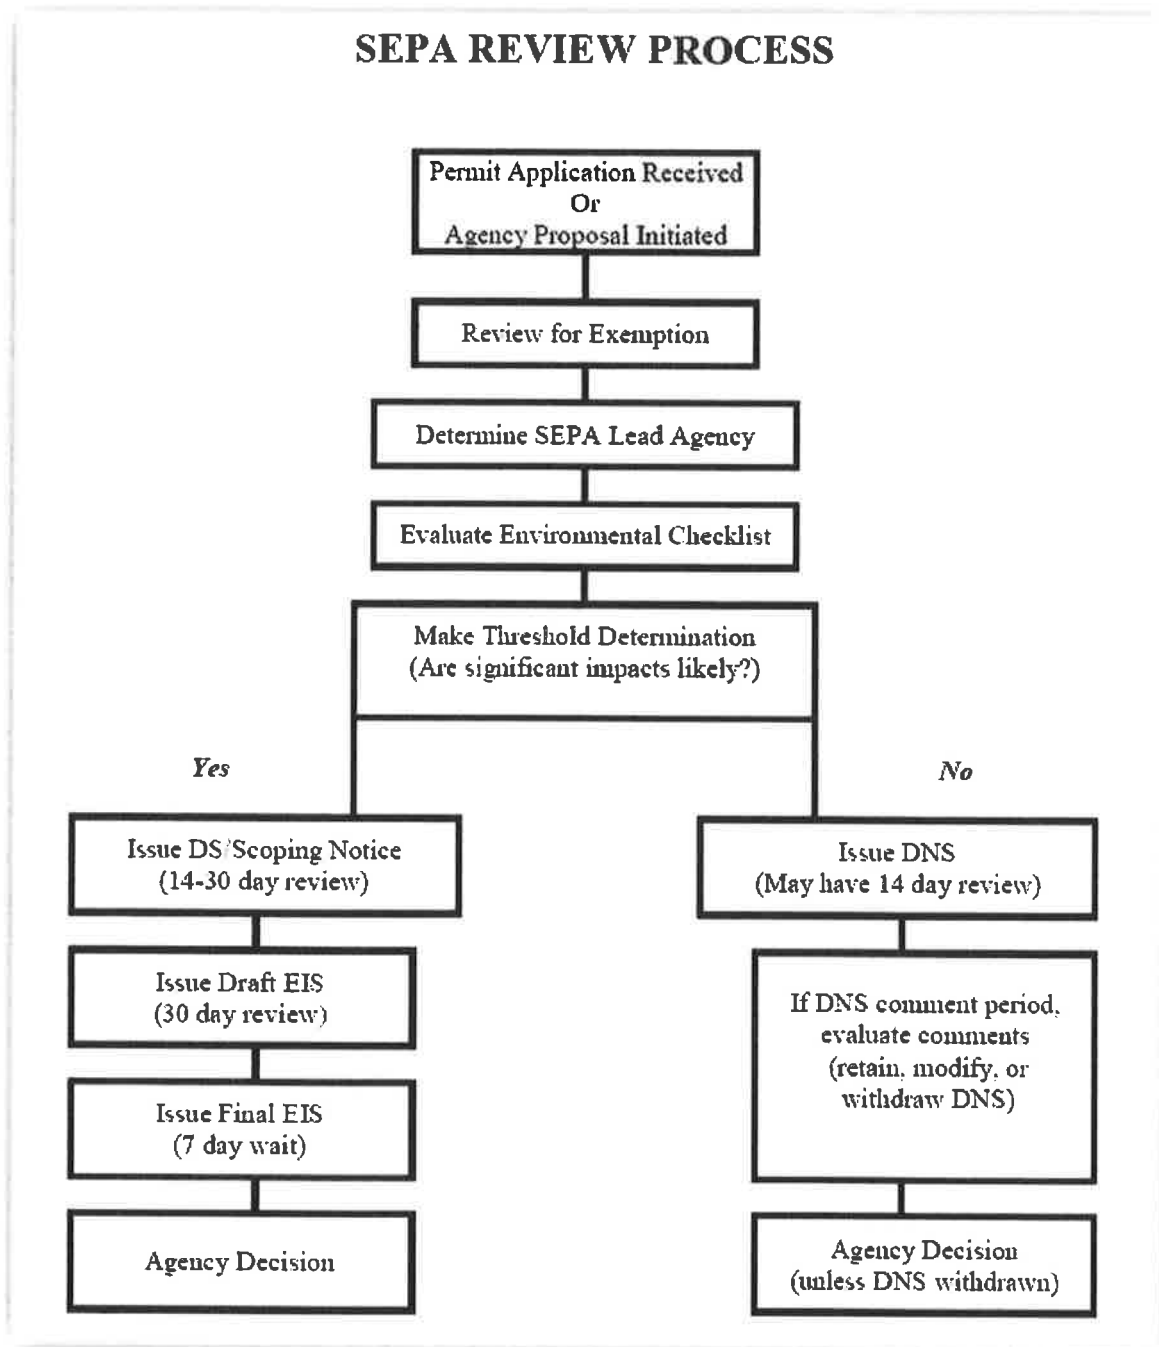 SEPA REVIEW PROCESS
Permit Application Received
Or
Agency Proposal Initiated
Review for Exemption
Determine SEPA Lead Agency
Evaluate Environmental Checklist
Make Threshold Determination
(Are significant impacts likely?)
Yes
No
Issue DS/Scoping Notice
(14-30 day review)
Issue DNS
(May have 14 day review)
Issue Draft EIS
(30 day review)
If DNS comment period,
evaluate comments
(retain, modify, or
withdraw DNS)
Issue Final EIS
(7 day wait)
Agency Decision
Agency Decision
(unless DNS withdrawn)